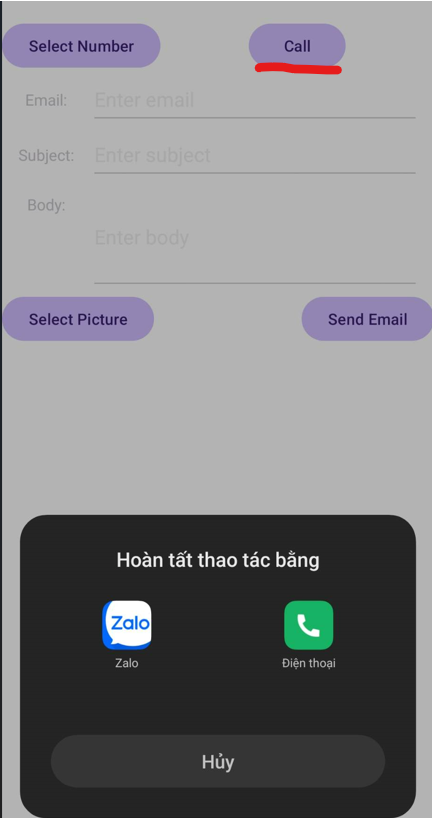 Select Number
Call
Email:
Enter email
Subject:
Enter subject
Body:
Enter body
Select Picture
Send Email
Hoàn tất thao tác bằng
Zalo
Zalo
Điện thoại
Hủy